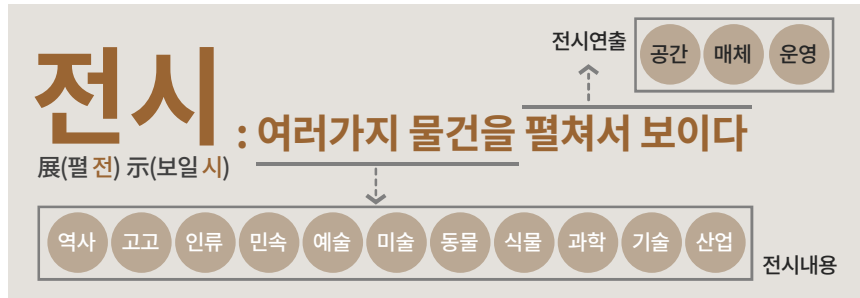 전시연출
공간 매체 운영
전시
: 여러가지 물건을 펼쳐서 보이다
展(펼 전) 示(보일 시)
역사 고고 인류 민속 예술 미술 동물 식물 과학 기술 산업
전시내용